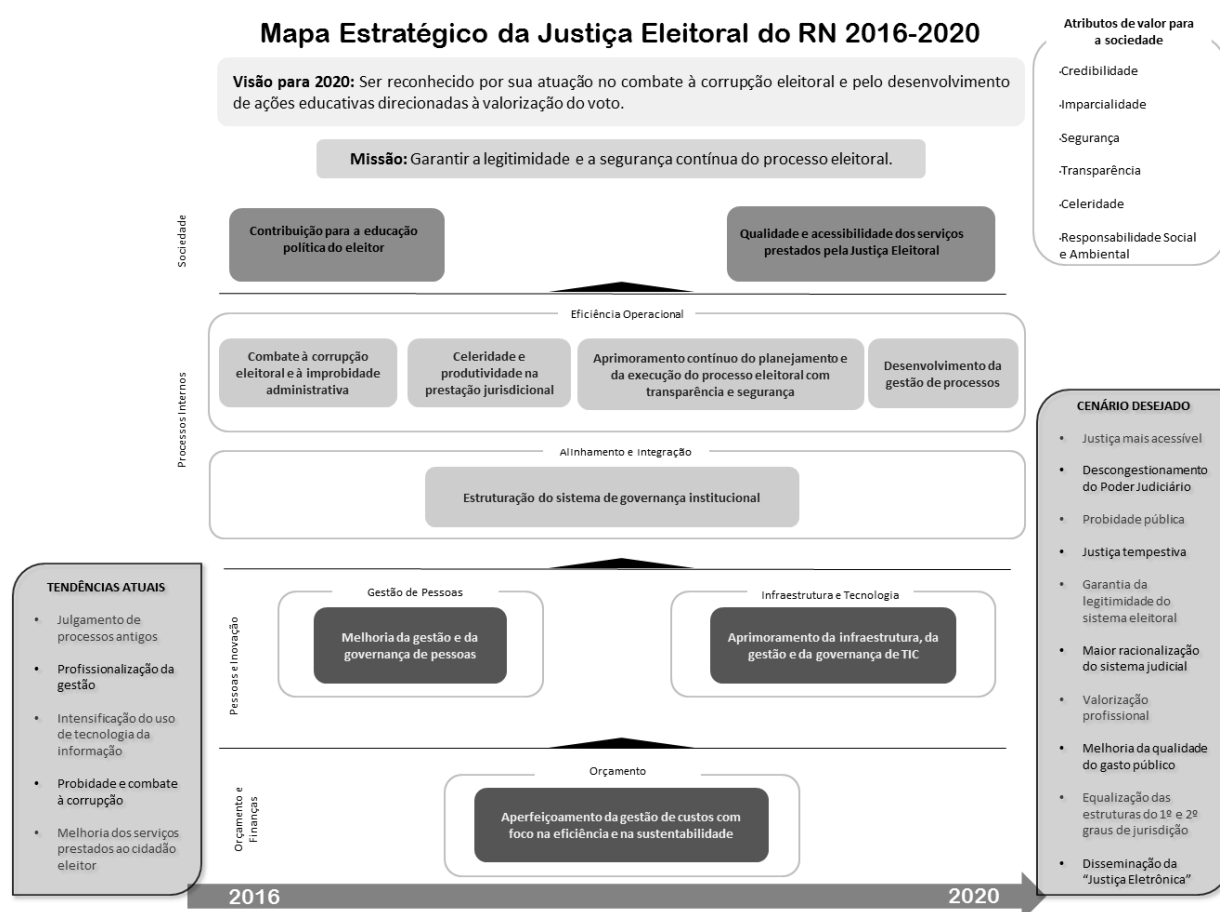 Mapa Estratégico da Justiça Eleitoral do RN 2016-2020
Visão para 2020: Ser reconhecido por sua atuação no combate à corrupção eleitoral e pelo desenvolvimento
de ações educativas direcionadas à valorização do voto.
Missão: Garantir a legitimidade e a segurança contínua do processo eleitoral.
Atributos de valor para
a sociedade
·Credibilidade
·Imparcialidade
·Segurança
·Transparência
·Celeridade
·Responsabilidade Social
e Ambiental
Sociedade
Contribuição para a educação
política do eleitor
Qualidade e acessibilidade dos serviços
prestados pela Justiça Eleitoral
Processos Internos
Eficiência Operacional
Combate à corrupção
eleitoral e à improbidade
administrativa
Celeridade e
produtividade na
prestação jurisdicional
Aprimoramento contínuo do planejamento e
da execução do processo eleitoral com
transparência e segurança
Desenvolvimento da
gestão de processos
Alinhamento e Integração
Estruturação do sistema de governança institucional
Pessoas e Inovação
Gestão de Pessoas
Melhoria da gestão e da
governança de pessoas
Infraestrutura e Tecnologia
Aprimoramento da infraestrutura, da
gestão e da governança de TIC
Orçamento e
Finanças
Orçamento
Aperfeiçoamento da gestão de custos com
foco na eficiência e na sustentabilidade
TENDÊNCIAS ATUAIS
• Julgamento de
processos antigos
• Profissionalização da
gestão
• Intensificação do uso
de tecnologia da
informação
• Probidade e combate
à corrupção
• Melhoria dos serviços
prestados ao cidadão
eleitor
CENÁRIO DESEJADO
• Justiça mais acessível
• Descongestionamento
do Poder Judiciário
• Probidade pública
• Justiça tempestiva
• Garantia da
legitimidade do
sistema eleitoral
• Maior racionalização
do sistema judicial
• Valorização
profissional
• Melhoria da qualidade
do gasto público
• Equalização das
estruturas do 1º e 2º
graus de jurisdição
• Disseminação da
“Justiça Eletrônica”
2016
2020